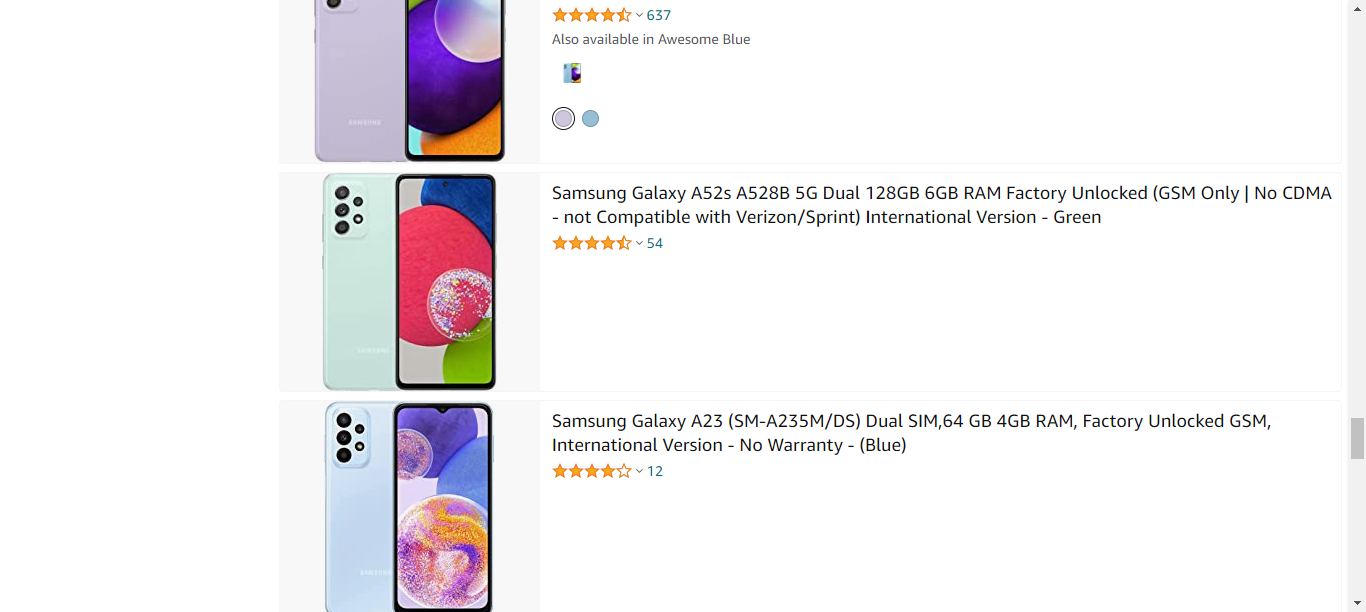 637
Also available in Awesome Blue
SAMSUNG
Samsung Galaxy A52s A528B 5G Dual 128GB 6GB RAM Factory Unlocked (GSM Only | No CDMA
- not Compatible with Verizon/Sprint) International Version - Green
54
SAMSUNG
Samsung Galaxy A23 (SM-A235M/DS) Dual SIM,64 GB 4GB RAM, Factory Unlocked GSM,
International Version - No Warranty - (Blue)
12
SAMSUNG